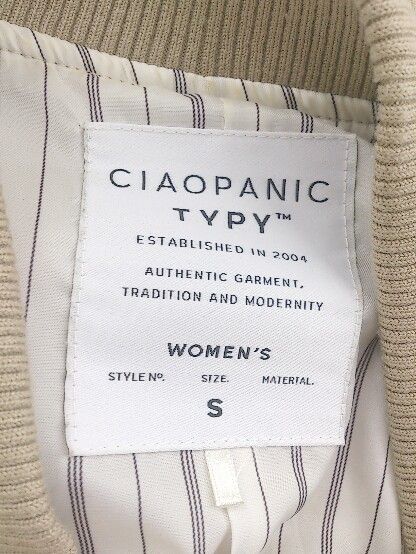 CIAOPANIC
TYPY™
ESTABLISHED IN 2004
AUTHENTIC GARMENT,
TRADITION AND MODERNITY
WOMEN'S
STYLE Nº. SIZE. MATERIAL.
S